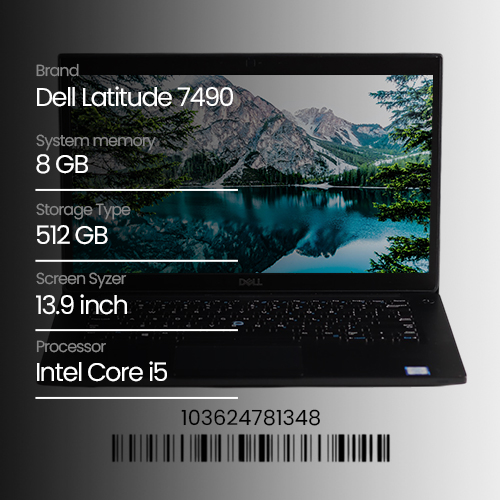 Brand
Dell Latitude 7490
System memory
8 GB
Storage Type
512 GB
Screen Syzer
13.9 inch
DELL
Processor
Intel Core i5
103624781348